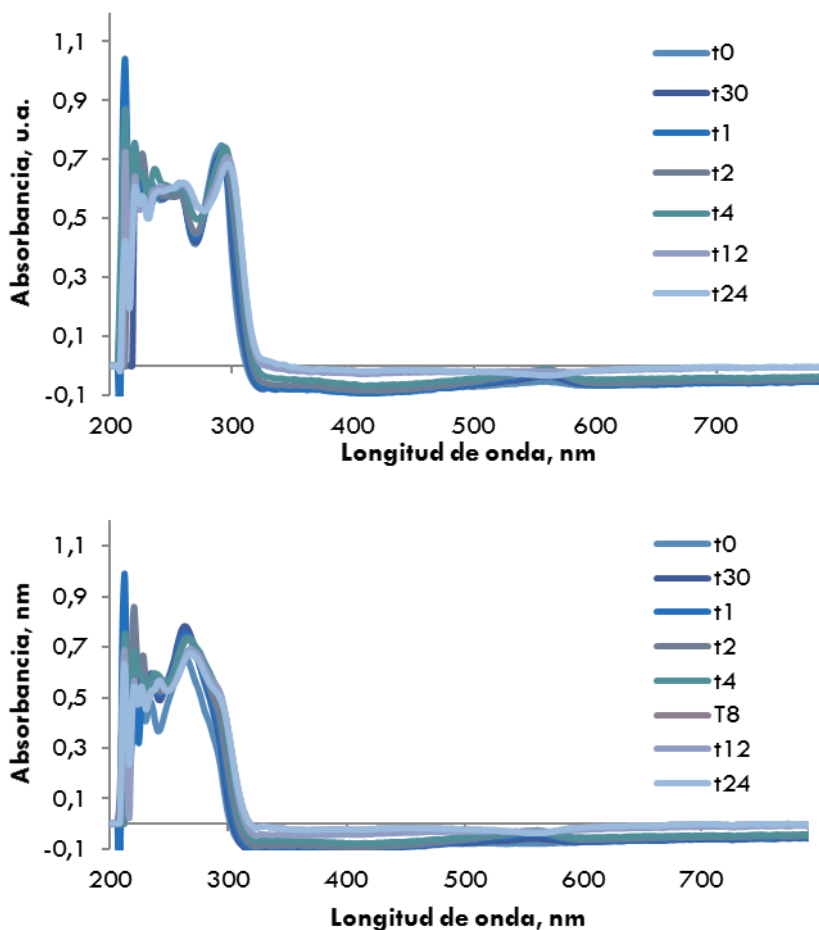 1,1
0,9
0,7
0,5
0,3
0,1
-0,1
Absorbancia, u.a.
200 300 400 500 600 700
Longitud de onda, nm
t0
t30
t1
t2
t4
t12
t24
1,1
0,9
0,7
0,5
0,3
0,1
-0,1
Absorbancia, nm
200 300 400 500 600 700
Longitud de onda, nm
t0
t30
t1
t2
t4
T8
t12
t24